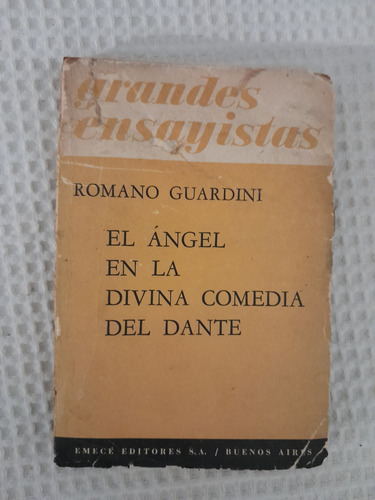 grandes
ensayistas
ROMANO GUARDINI
EL ÁNGEL
EN LA
DIVINA COMEDIA
DEL DANTE
EMECÉ EDITORES S.A. / BUENOS AIRES